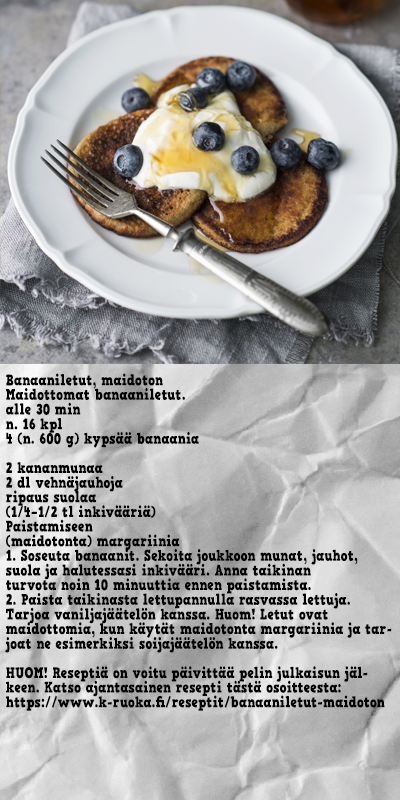 Banaaniletut, maidoton
Maidottomat banaaniletut.
alle 30 min
n. 16 kpl
4 (n. 600 g) kypsää banaania
2 kananmunaa
2 dl vehnäjauhoja
ripaus suolaa
(1/4-1/2 tl inkivääriä)
Paistamiseen
(maidotonta) margariinia
1. Soseuta banaanit. Sekoita joukkoon munat, jauhot,
suola ja halutessasi inkivääri. Anna taikinan
turvota noin 10 minuuttia ennen paistamista.
2. Paista taikinasta lettupannulla rasvassa lettuja.
Tarjoa vaniljajäätelön kanssa. Huom! Letut ovat
maidottomia, kun käytät maidotonta margariinia ja tar-
joat ne esimerkiksi soijajäätelön kanssa.
HUOM! Reseptiä on voitu päivittää pelin julkaisun jäl-
keen. Katso ajantasainen resepti tästä osoitteesta:
https://www.k-ruoka.fi/reseptit/banaaniletut-maidoton